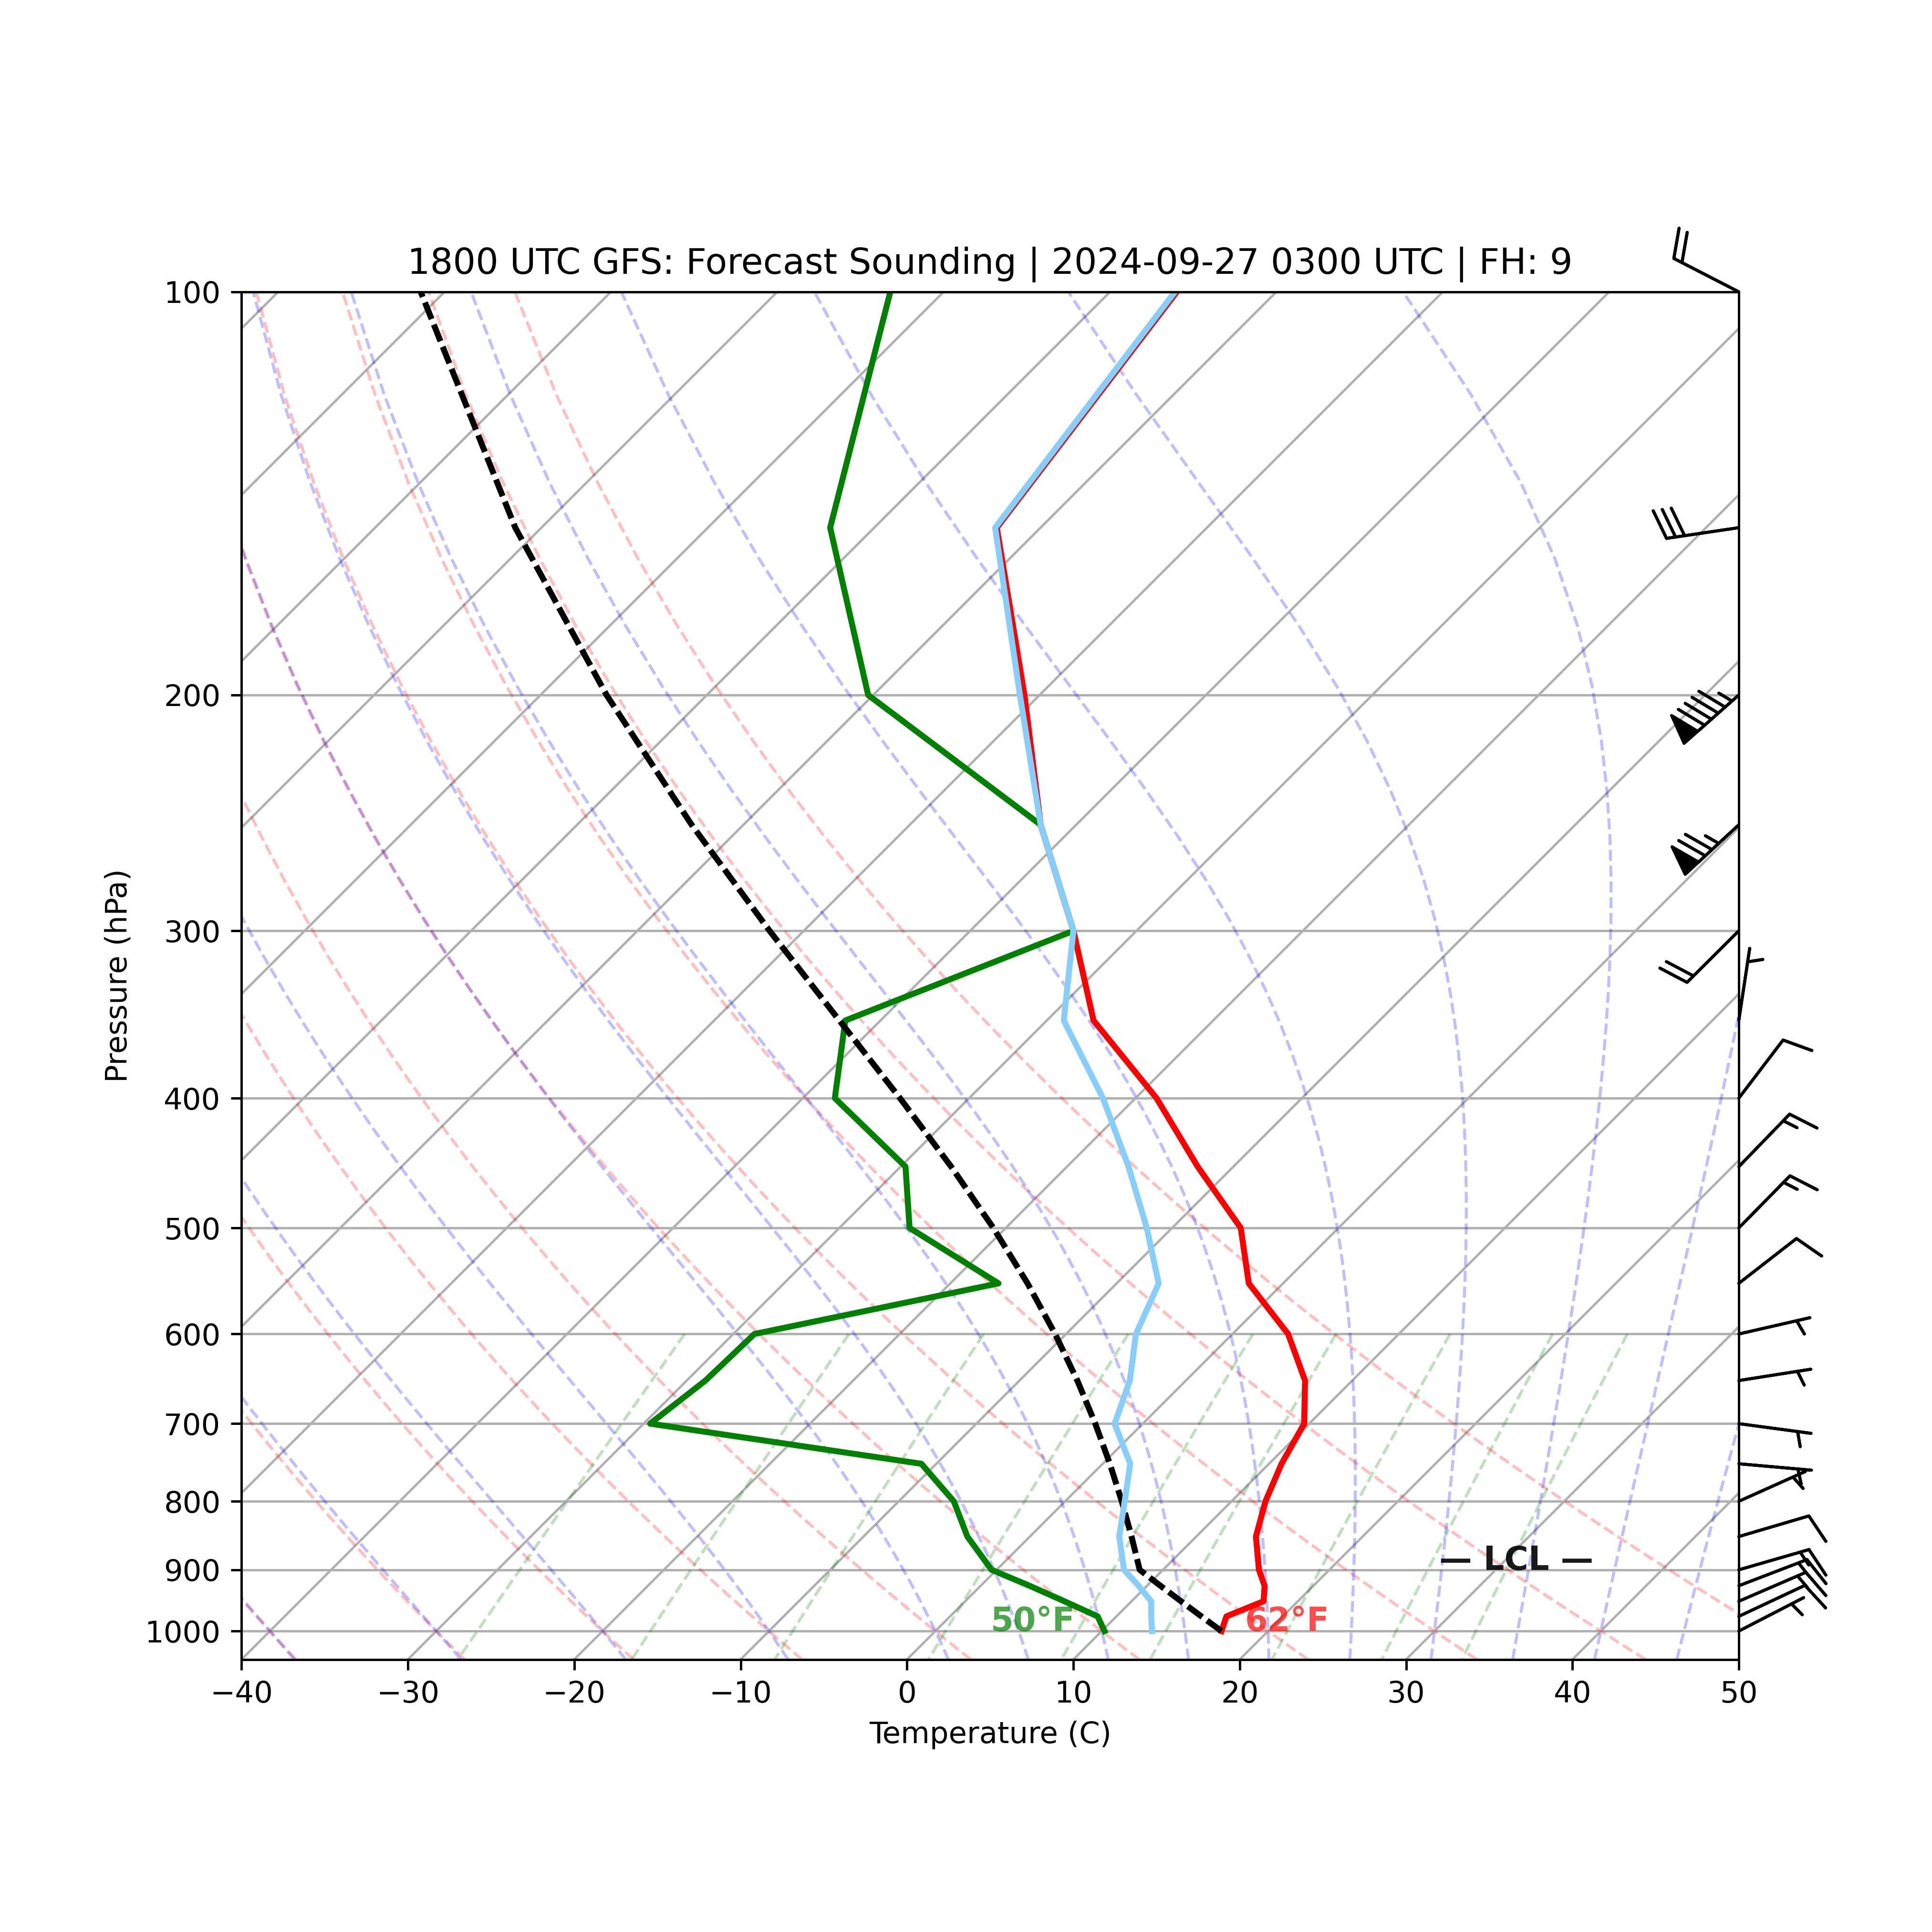 1800 UTC GFS: Forecast Sounding | 2024-09-27 0300 UTC | FH: 9
100
200
300
400
500
600
700
800
900
1000
Pressure (hPa)
— LCL —
50°F
62°F
−40 −30 −20 −10 0 10 20 30 40 50
Temperature (C)